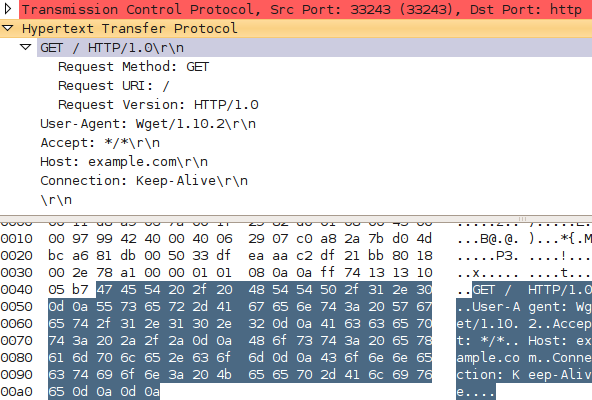 Transmission Control Protocol, Src Port: 33243 (33243), Dst Port: http
Hypertext Transfer Protocol
GET / HTTP/1.0\r\n
Request Method: GET
Request URI: /
Request Version: HTTP/1.0
User-Agent: Wget/1.10.2\r\n
Accept: */*\r\n
Host: example.com\r\n
Connection: Keep-Alive\r\n
\r\n
0010 00 97 99 42 40 00 40 06 29 07 c0 a8 2a 7b d0 4d ...B@.@. )...*{.M
0020 bc a6 81 db 00 50 33 df ea aa c2 df 21 bb 80 18 .....P3. ....!...
0030 00 2e 78 a1 00 00 01 01 08 0a 0a ff 74 13 13 10 ..x..... ....t...
0040 05 b7 47 45 54 20 2f 20 48 54 54 50 2f 31 2e 30 ..GET / HTTP/1.0
0050 0d 0a 55 73 65 72 2d 41 67 65 6e 74 3a 20 57 67 ..User-A gent: Wg
0060 65 74 2f 31 2e 31 30 2e 32 0d 0a 41 63 63 65 70 et/1.10. 2..Accep
0070 74 3a 20 2a 2f 2a 0d 0a 48 6f 73 74 3a 20 65 78 t: */*.. Host: ex
0080 61 6d 70 6c 65 2e 63 6f 6d 0d 0a 43 6f 6e 6e 65 ample.co m..Conne
0090 63 74 69 6f 6e 3a 20 4b 65 65 70 2d 41 6c 69 76 ction: K eep-Aliv
00a0 65 0d 0a 0d 0a e....